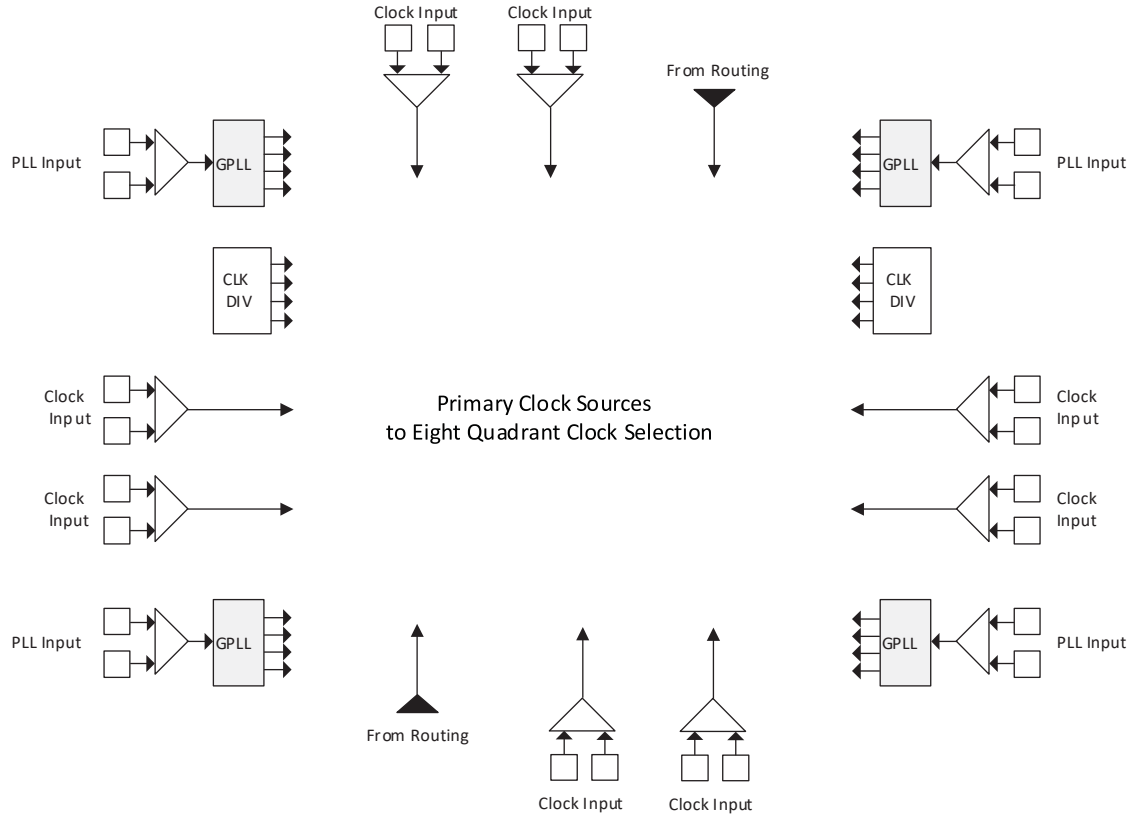 Clock Input
Clock Input
From Routing
PLL Input
GPLL
GPLL
PLL Input
CLK
DIV
CLK
DIV
Clock
Input
Primary Clock Sources
to Eight Quadrant Clock Selection
Clock
Input
Clock
Input
Clock
Input
PLL Input
GPLL
GPLL
PLL Input
From Routing
Clock Input
Clock Input